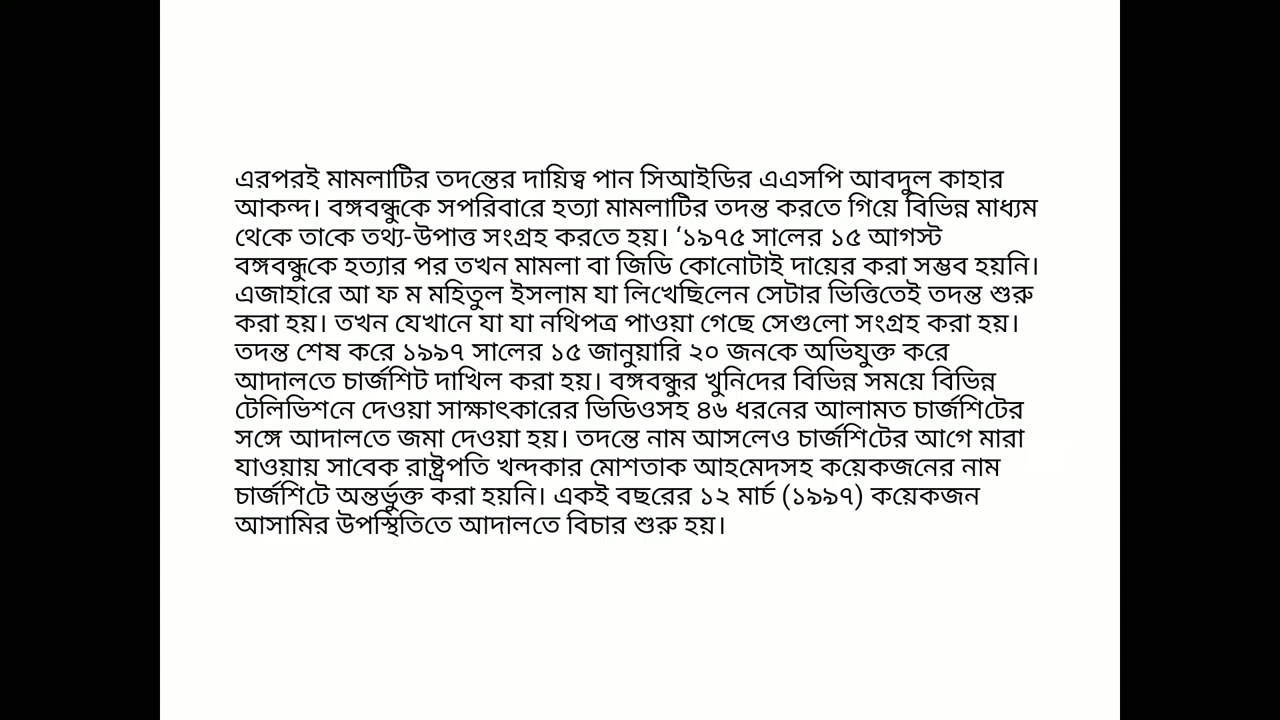 এরপরই মামলাটির তদন্তের দায়িত্ব পান সিআইডির এএসপি আবদুল কাহার
আকন্দ। বঙ্গবন্ধুকে সপরিবারে হত্যা মামলাটির তদন্ত করতে গিয়ে বিভিন্ন মাধ্যম
থেকে তাকে তথ্য-উপাত্ত সংগ্রহ করতে হয়। ‘১৯৭৫ সালের ১৫ আগস্ট
বঙ্গবন্ধুকে হত্যার পর তখন মামলা বা জিডি কোনোটাই দায়ের করা সম্ভব হয়নি।
এজাহারে আ ফ ম মহিতুল ইসলাম যা লিখেছিলেন সেটার ভিত্তিতেই তদন্ত শুরু
করা হয়। তখন যেখানে যা যা নথিপত্র পাওয়া গেছে সেগুলো সংগ্রহ করা হয়।
তদন্ত শেষ করে ১৯৯৭ সালের ১৫ জানুয়ারি ২০ জনকে অভিযুক্ত করে
আদালতে চার্জশিট দাখিল করা হয়। বঙ্গবন্ধুর খুনিদের বিভিন্ন সময়ে বিভিন্ন
টেলিভিশনে দেওয়া সাক্ষাৎকারের ভিডিওসহ ৪৬ ধরনের আলামত চার্জশিটের
সঙ্গে আদালতে জমা দেওয়া হয়। তদন্তে নাম আসলেও চার্জশিটের আগে মারা
যাওয়ায় সাবেক রাষ্ট্রপতি খন্দকার মোশতাক আহমেদসহ কয়েকজনের নাম
চার্জশিটে অন্তর্ভুক্ত করা হয়নি। একই বছরের ১২ মার্চ (১৯৯৭) কয়েকজন
আসামির উপস্থিতিতে আদালতে বিচার শুরু হয়।